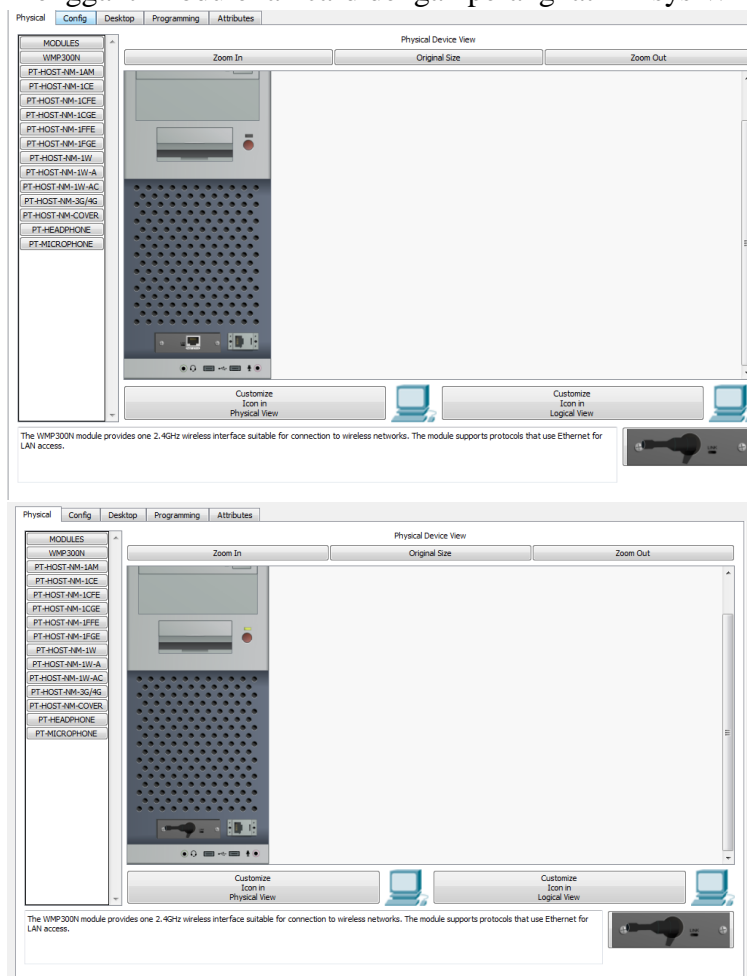 Physical Config Desktop Programming Attributes
MODULES
WMP300N
PT-HOST-NM-1AM
PT-HOST-NM-1CE
PT-HOST-NM-1CFE
PT-HOST-NM-1CGE
PT-HOST-NM-1FFE
PT-HOST-NM-1FGE
PT-HOST-NM-1W
PT-HOST-NM-1W-A
PT-HOST-NM-1W-AC
PT-HOST-NM-3G/4G
PT-HOST-NM-COVER
PT-HEADPHONE
PT-MICROPHONE
Physical Device View
Zoom In Original Size Zoom Out
Customize
Icon in
Physical View
Customize
Icon in
Logical View
The WMP300N module provides one 2.4GHz wireless interface suitable for connection to wireless networks. The module supports protocols that use Ethernet for
LAN access.
Physical Config Desktop Programming Attributes
MODULES
WMP300N
PT-HOST-NM-1AM
PT-HOST-NM-1CE
PT-HOST-NM-1CFE
PT-HOST-NM-1CGE
PT-HOST-NM-1FFE
PT-HOST-NM-1FGE
PT-HOST-NM-1W
PT-HOST-NM-1W-A
PT-HOST-NM-1W-AC
PT-HOST-NM-3G/4G
PT-HOST-NM-COVER
PT-HEADPHONE
PT-MICROPHONE
Physical Device View
Zoom In Original Size Zoom Out
Customize
Icon in
Physical View
Customize
Icon in
Logical View
The WMP300N module provides one 2.4GHz wireless interface suitable for connection to wireless networks. The module supports protocols that use Ethernet for
LAN access.